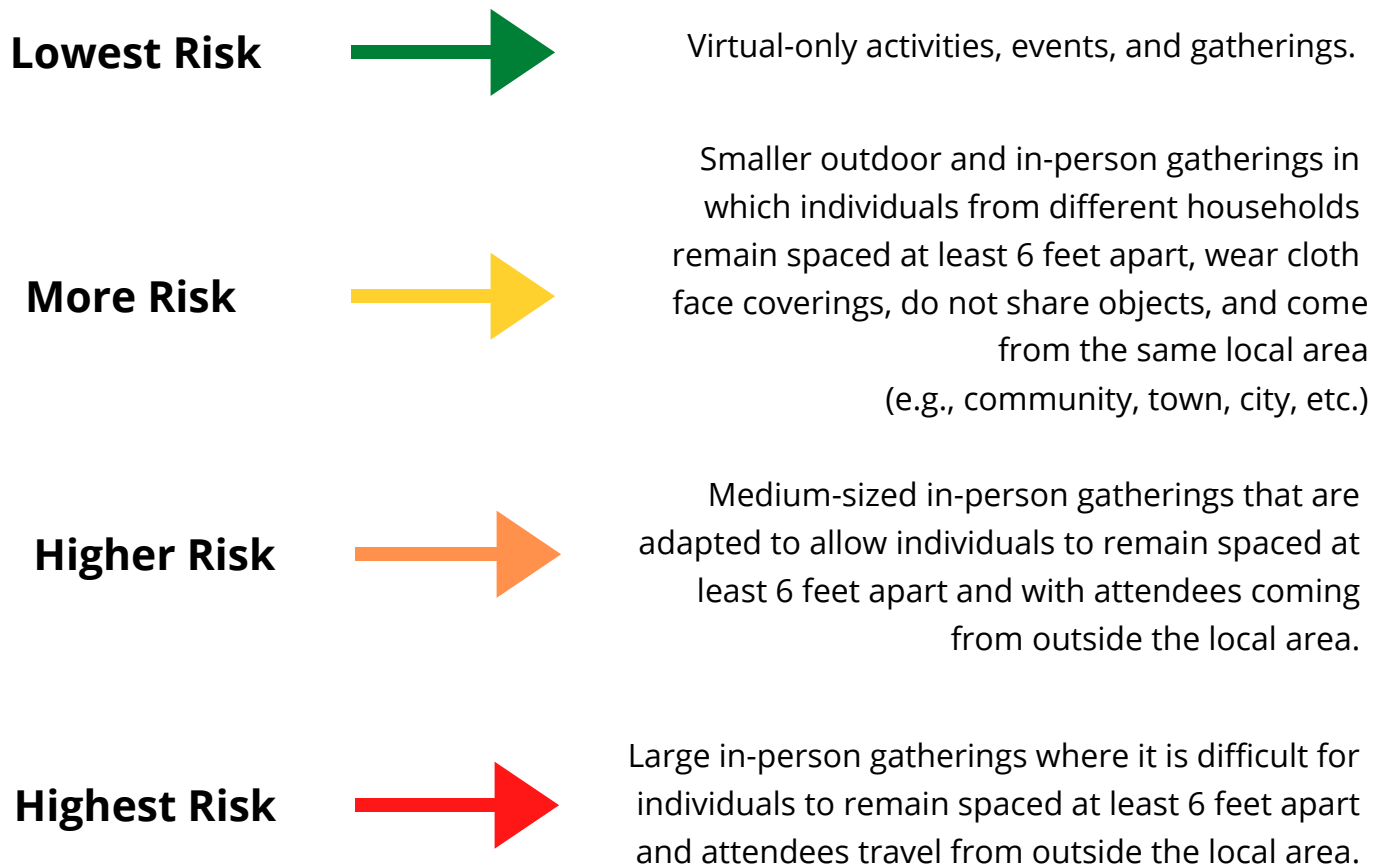 Lowest Risk
Virtual-only activities, events, and gatherings.
More Risk
Smaller outdoor and in-person gatherings in
which individuals from different households
remain spaced at least 6 feet apart, wear cloth
face coverings, do not share objects, and come
from the same local area
(e.g., community, town, city, etc.)
Higher Risk
Medium-sized in-person gatherings that are
adapted to allow individuals to remain spaced at
least 6 feet apart and with attendees coming
from outside the local area.
Highest Risk
Large in-person gatherings where it is difficult for
individuals to remain spaced at least 6 feet apart
and attendees travel from outside the local area.